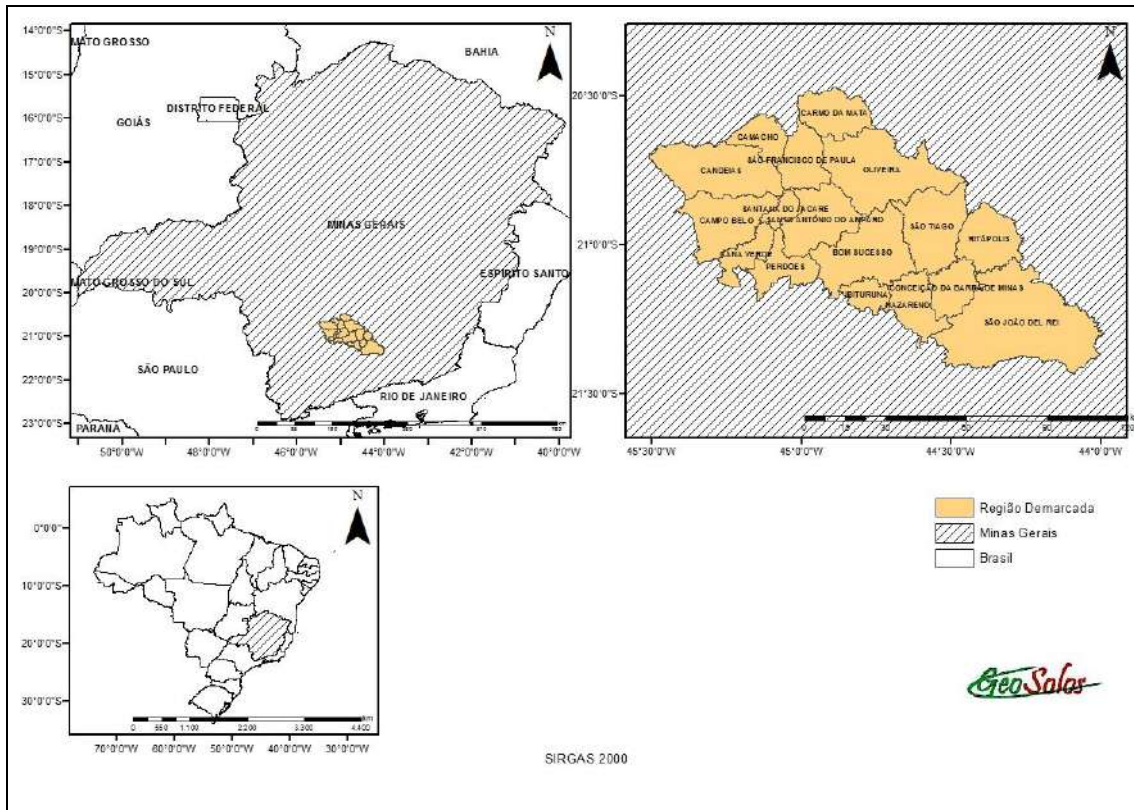 14°0'0"S
15°0'0"S
16°0'0"S
17°0'0"S
18°0'0"S
19°0'0"S
20°0'0"S
21°0'0"S
22°0'0"S
23°0'0"S
MATO GROSSO
BAHIA
N
DISTRITO FEDERAL
GOIÁS
MINAS GERAIS
ESPÍRITO SANTO
MATO GROSSO DO SUL
SÃO PAULO
RIO DE JANEIRO
PARANÁ
50°0'0"W
48°0'0"W
46°0'0"W
44°0'0"W
42°0'0"W
40°0'0"W
N
20°30'0"S
21°0'0"S
21°30'0"S
CARMO DA MATA
CAMACHO
SÃO FRANCISCO DE PAULA
CANDEIAS
OLIVEIRA
SANTANA DO JACARÉ
CAMPO BELO
SANTO ANTÔNIO DO AMPARO
SÃO TIAGO
RITÁPOLIS
CANA VERDE
BOM SUCESSO
PERDÕES
CONCEIÇÃO DA BARRA DE MINAS
IBITURUNA
NAZARENO
SÃO JOÃO DEL REI
45°30'0"W
45°0'0"W
44°30'0"W
44°0'0"W
N
0°0'0"
10°0'0"S
20°0'0"S
30°0'0"S
0 550 1.100 2.200 3.300 4.400
70°0'0"W
60°0'0"W
50°0'0"W
40°0'0"W
30°0'0"W
Região Demarcada
Minas Gerais
Brasil
GeoSolos
SIRGAS 2000